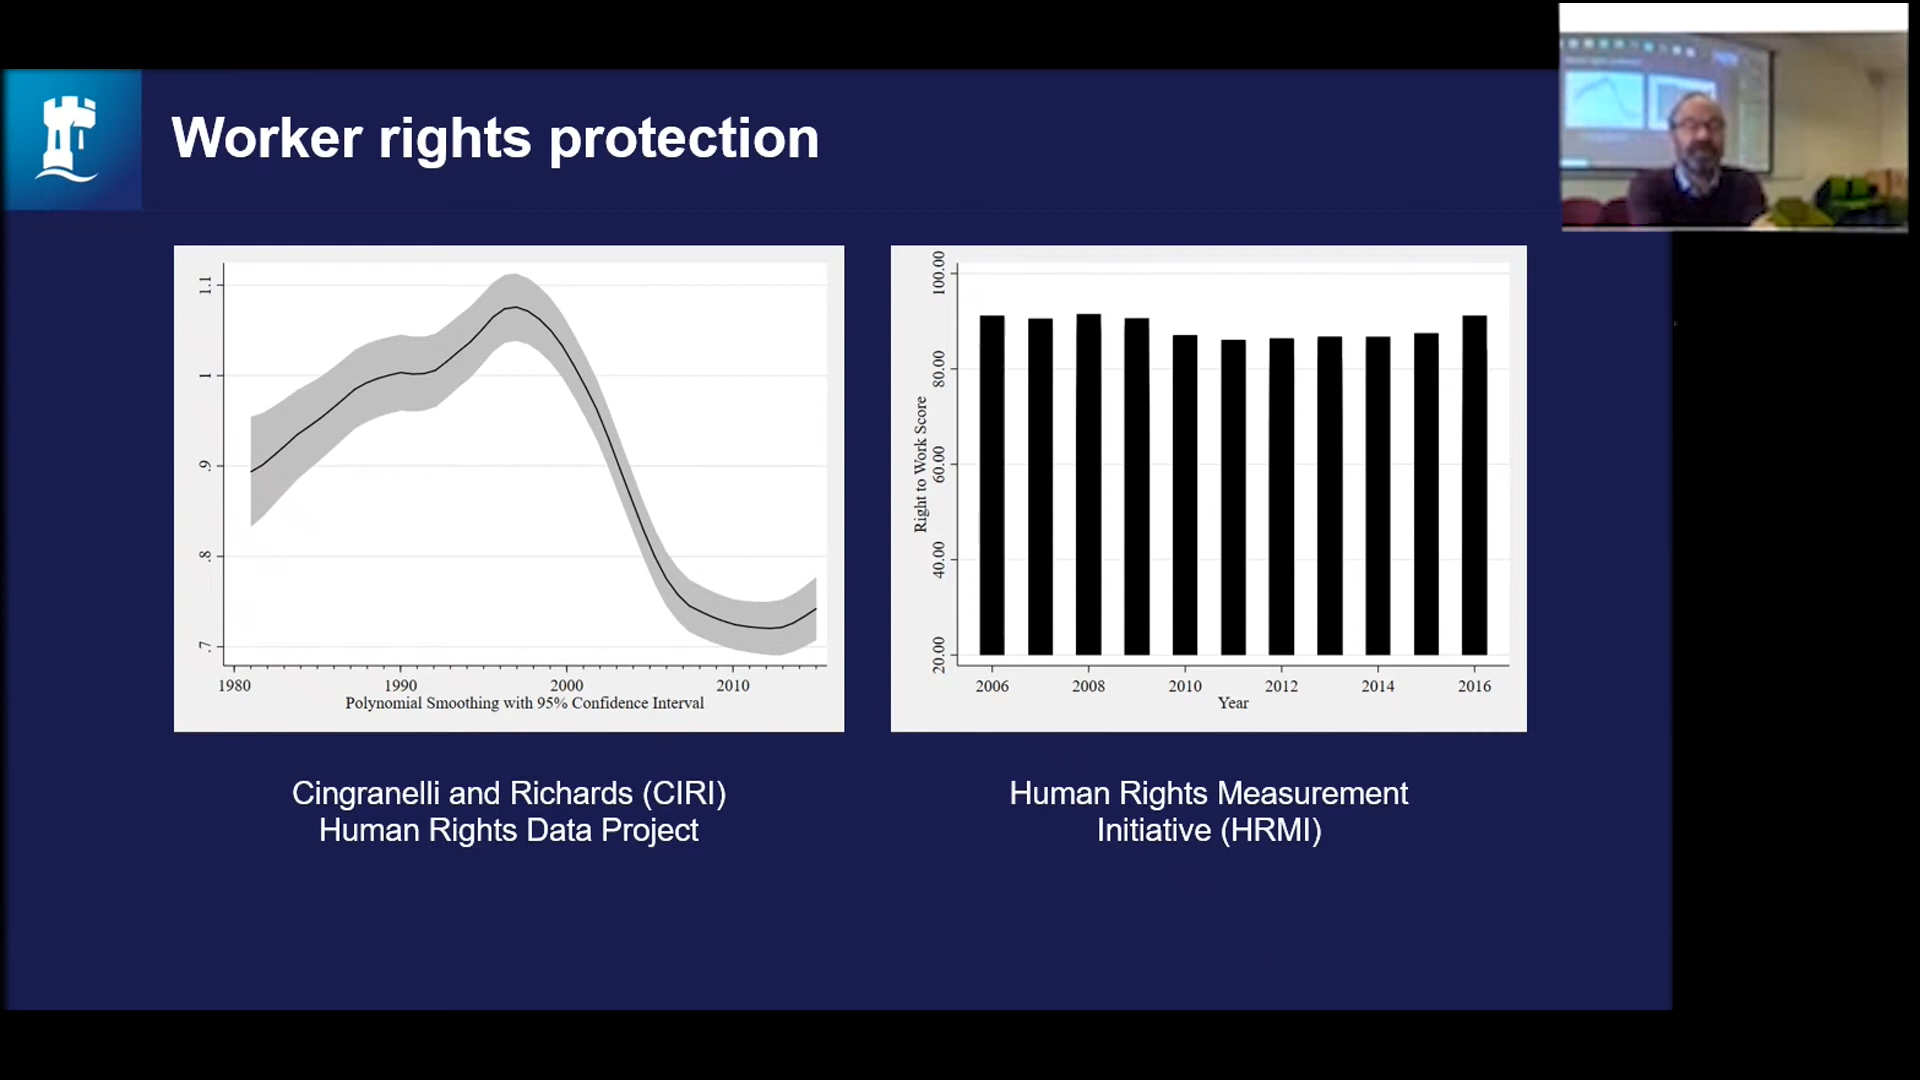 Worker rights protection
1.1
1
.9
.8
.7
1980 1990 2000 2010
Polynomial Smoothing with 95% Confidence Interval
Right to Work Score
100.00
80.00
60.00
40.00
20.00
2006 2008 2010 2012 2014 2016
Year
Cingranelli and Richards (CIRI)
Human Rights Data Project
Human Rights Measurement
Initiative (HRMI)